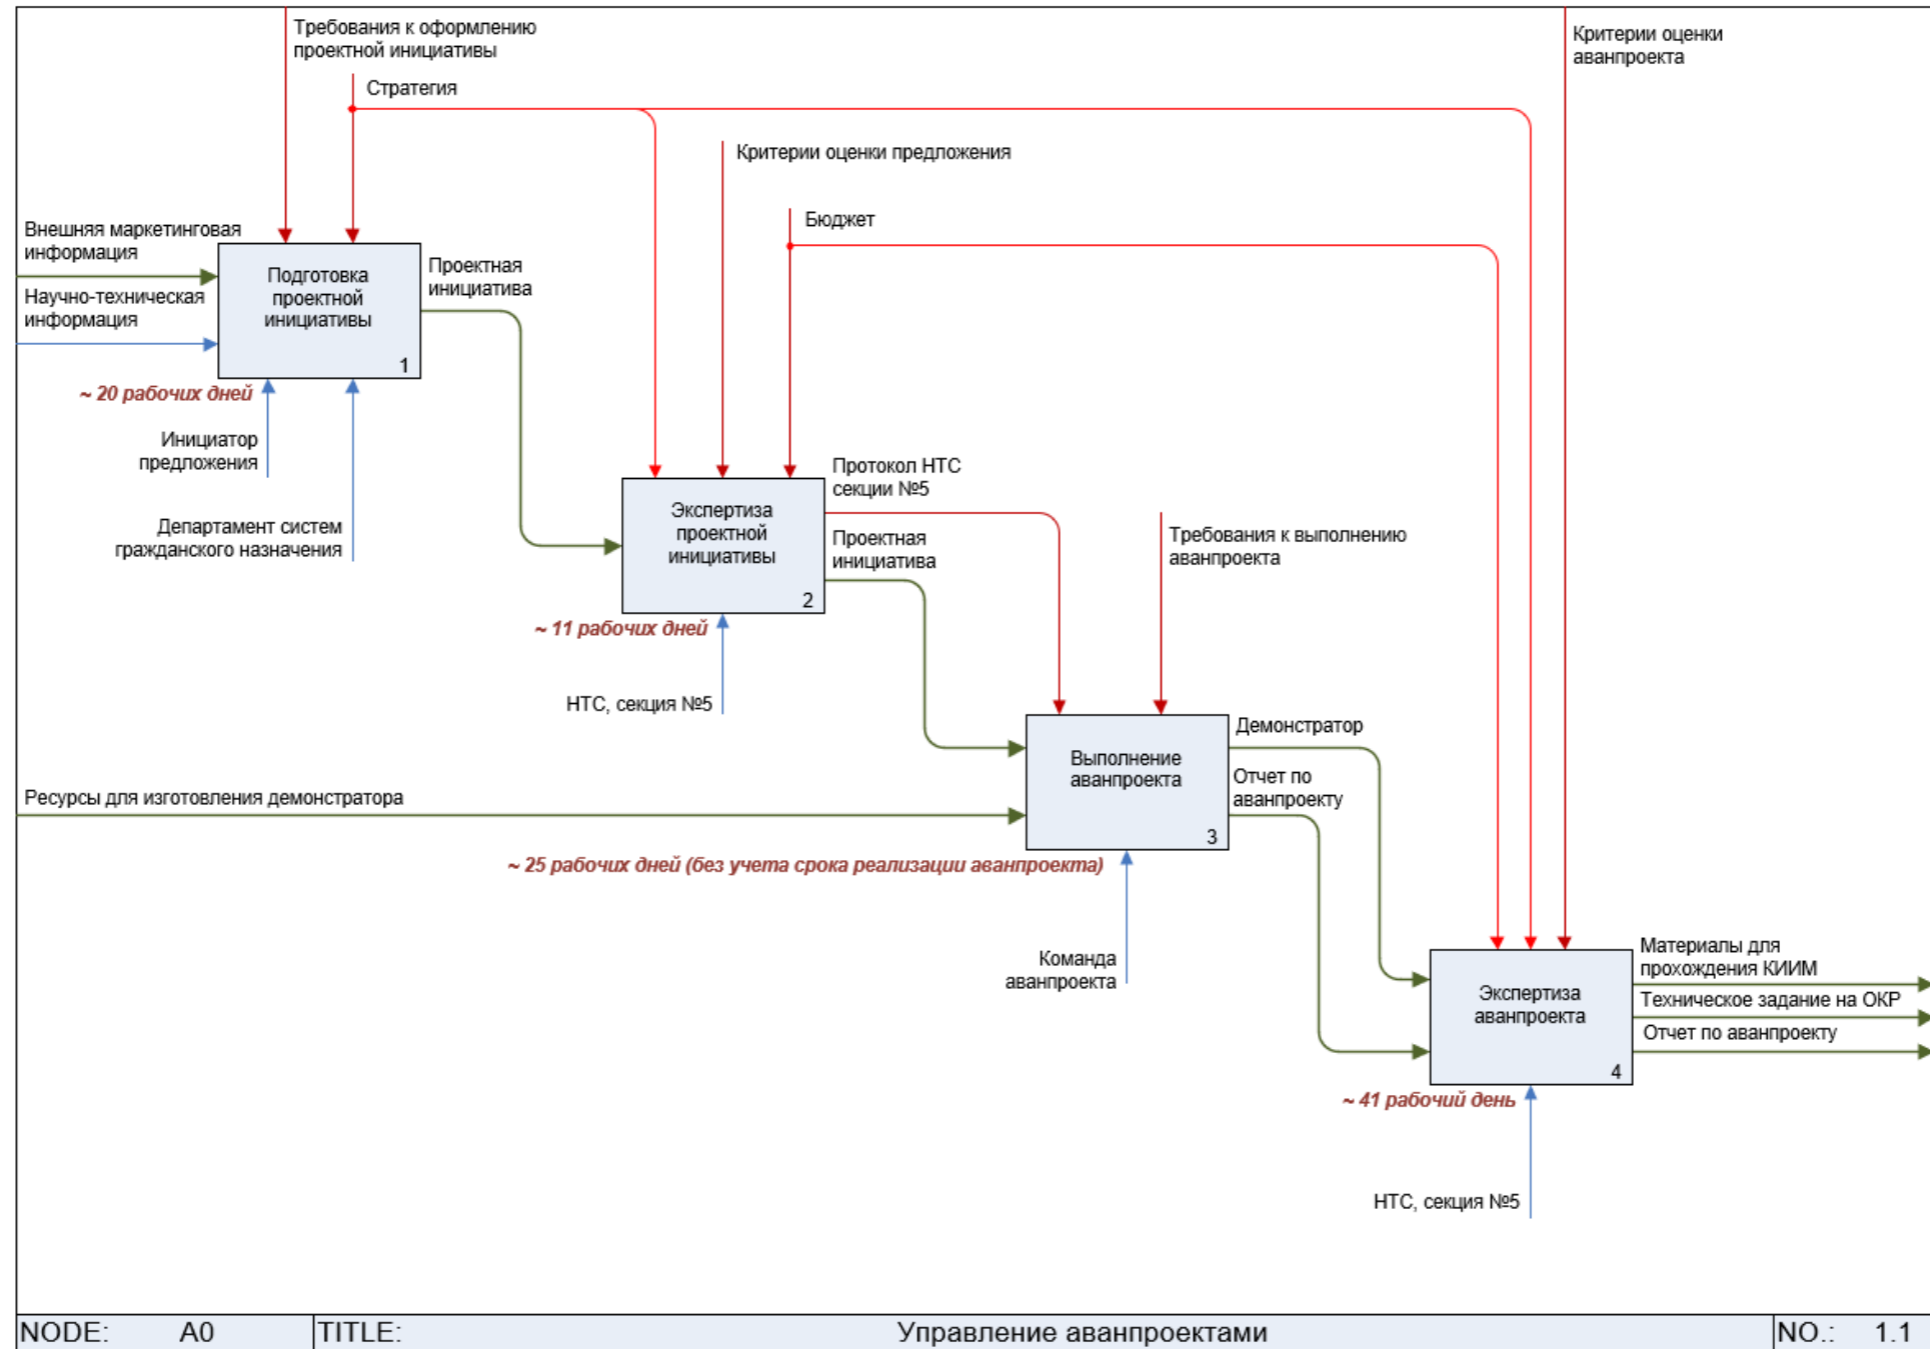 Требования к оформлению
проектной инициативы
Критерии оценки
аванпроекта
Стратегия
Критерии оценки предложения
Бюджет
Внешняя маркетинговая
информация
Научно-техническая
информация
Подготовка
проектной
инициативы
1
Проектная
инициатива
~ 20 рабочих дней
Инициатор
предложения
Департамент систем
гражданского назначения
Экспертиза
проектной
инициативы
2
Протокол НТС
секции №5
Проектная
инициатива
Требования к выполнению
аванпроекта
~ 11 рабочих дней
НТС, секция №5
Ресурсы для изготовления демонстратора
Выполнение
аванпроекта
3
Демонстратор
Отчет по
аванпроекту
~ 25 рабочих дней (без учета срока реализации аванпроекта)
Команда
аванпроекта
Экспертиза
аванпроекта
4
Материалы для
прохождения КИИМ
Техническое задание на ОКР
Отчет по аванпроекту
~ 41 рабочий день
НТС, секция №5
NODE: A0 TITLE: Управление аванпроектами NO.: 1.1